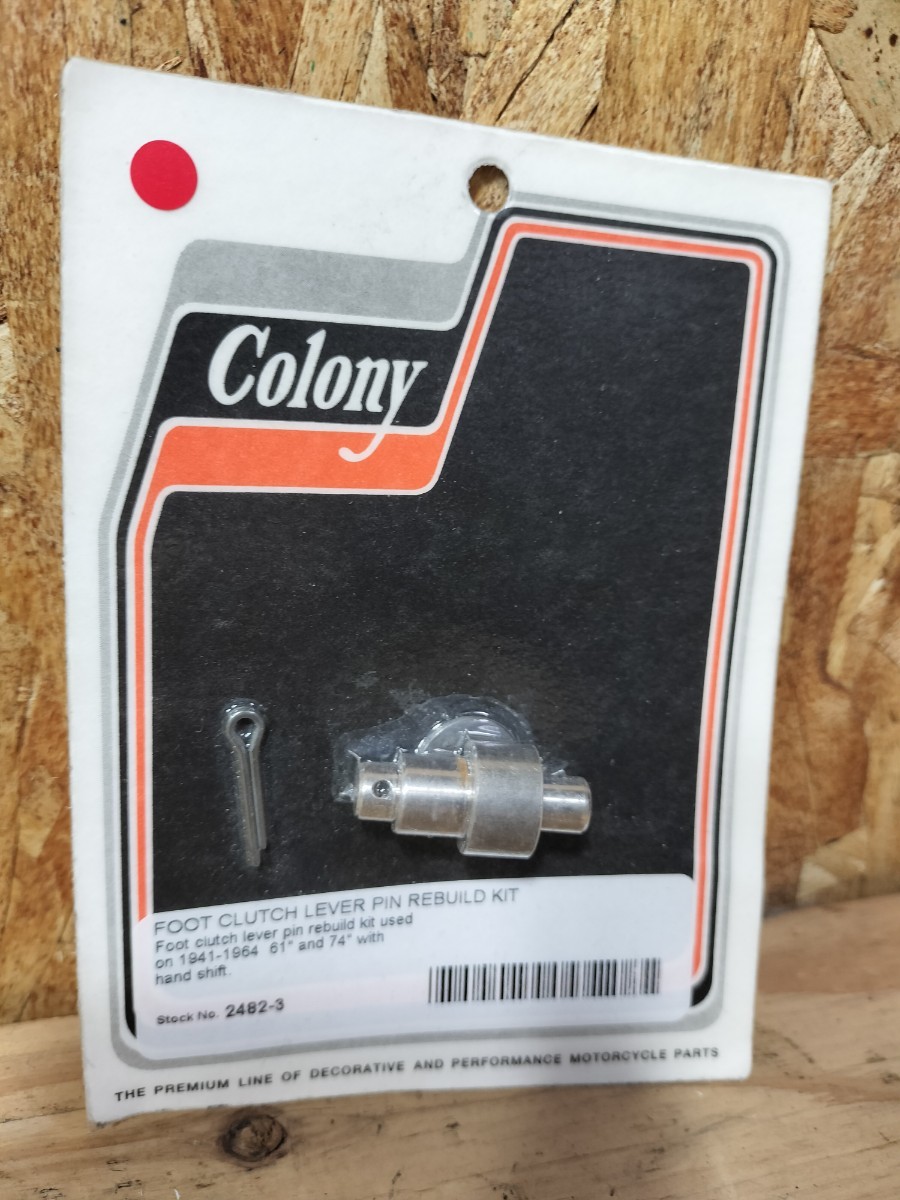 Colony
FOOT CLUTCH LEVER PIN REBUILD KIT
Foot clutch lever pin rebuild kit used
on 1941-1964 61" and 74" with
hand shift.
Stock No. 2482-3
THE PREMIUM LINE OF DECORATIVE AND PERFORMANCE MOTORCYCLE PARTS